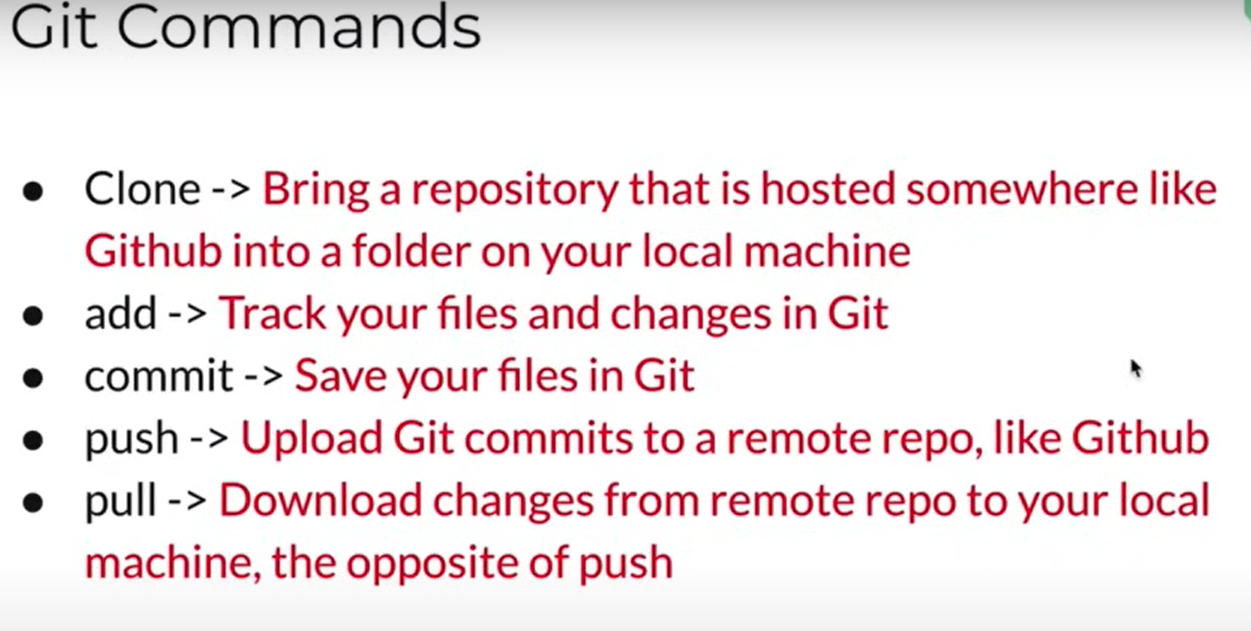 Git Commands
● Clone -> Bring a repository that is hosted somewhere like
Github into a folder on your local machine
● add -> Track your files and changes in Git
● commit -> Save your files in Git
● push -> Upload Git commits to a remote repo, like Github
● pull -> Download changes from remote repo to your local
machine, the opposite of push